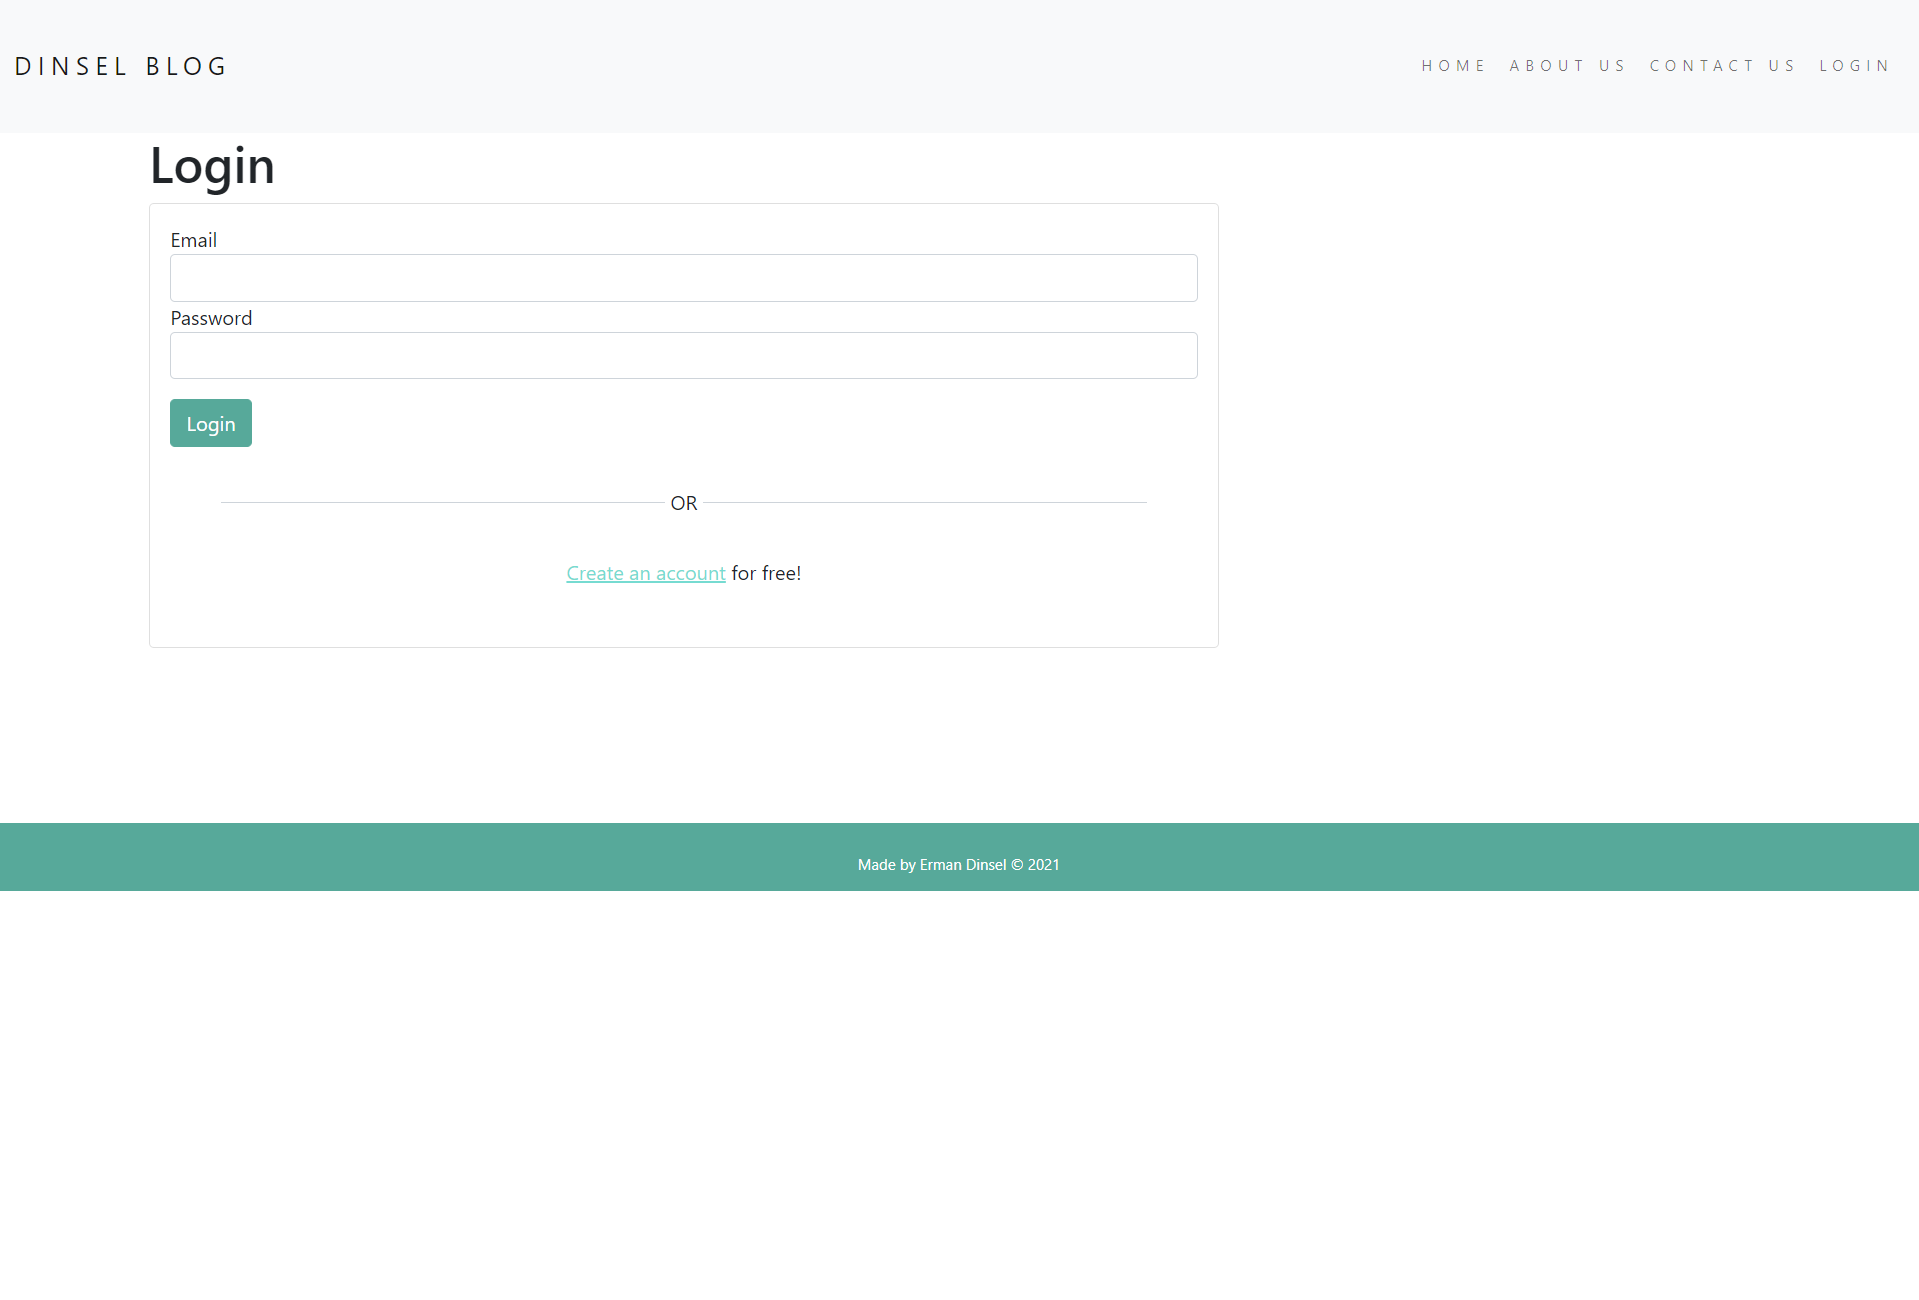 DINSEL BLOG
HOME ABOUT US CONTACT US LOGIN
Login
Email
Password
Login
OR
Create an account for free!
Made by Erman Dinsel © 2021